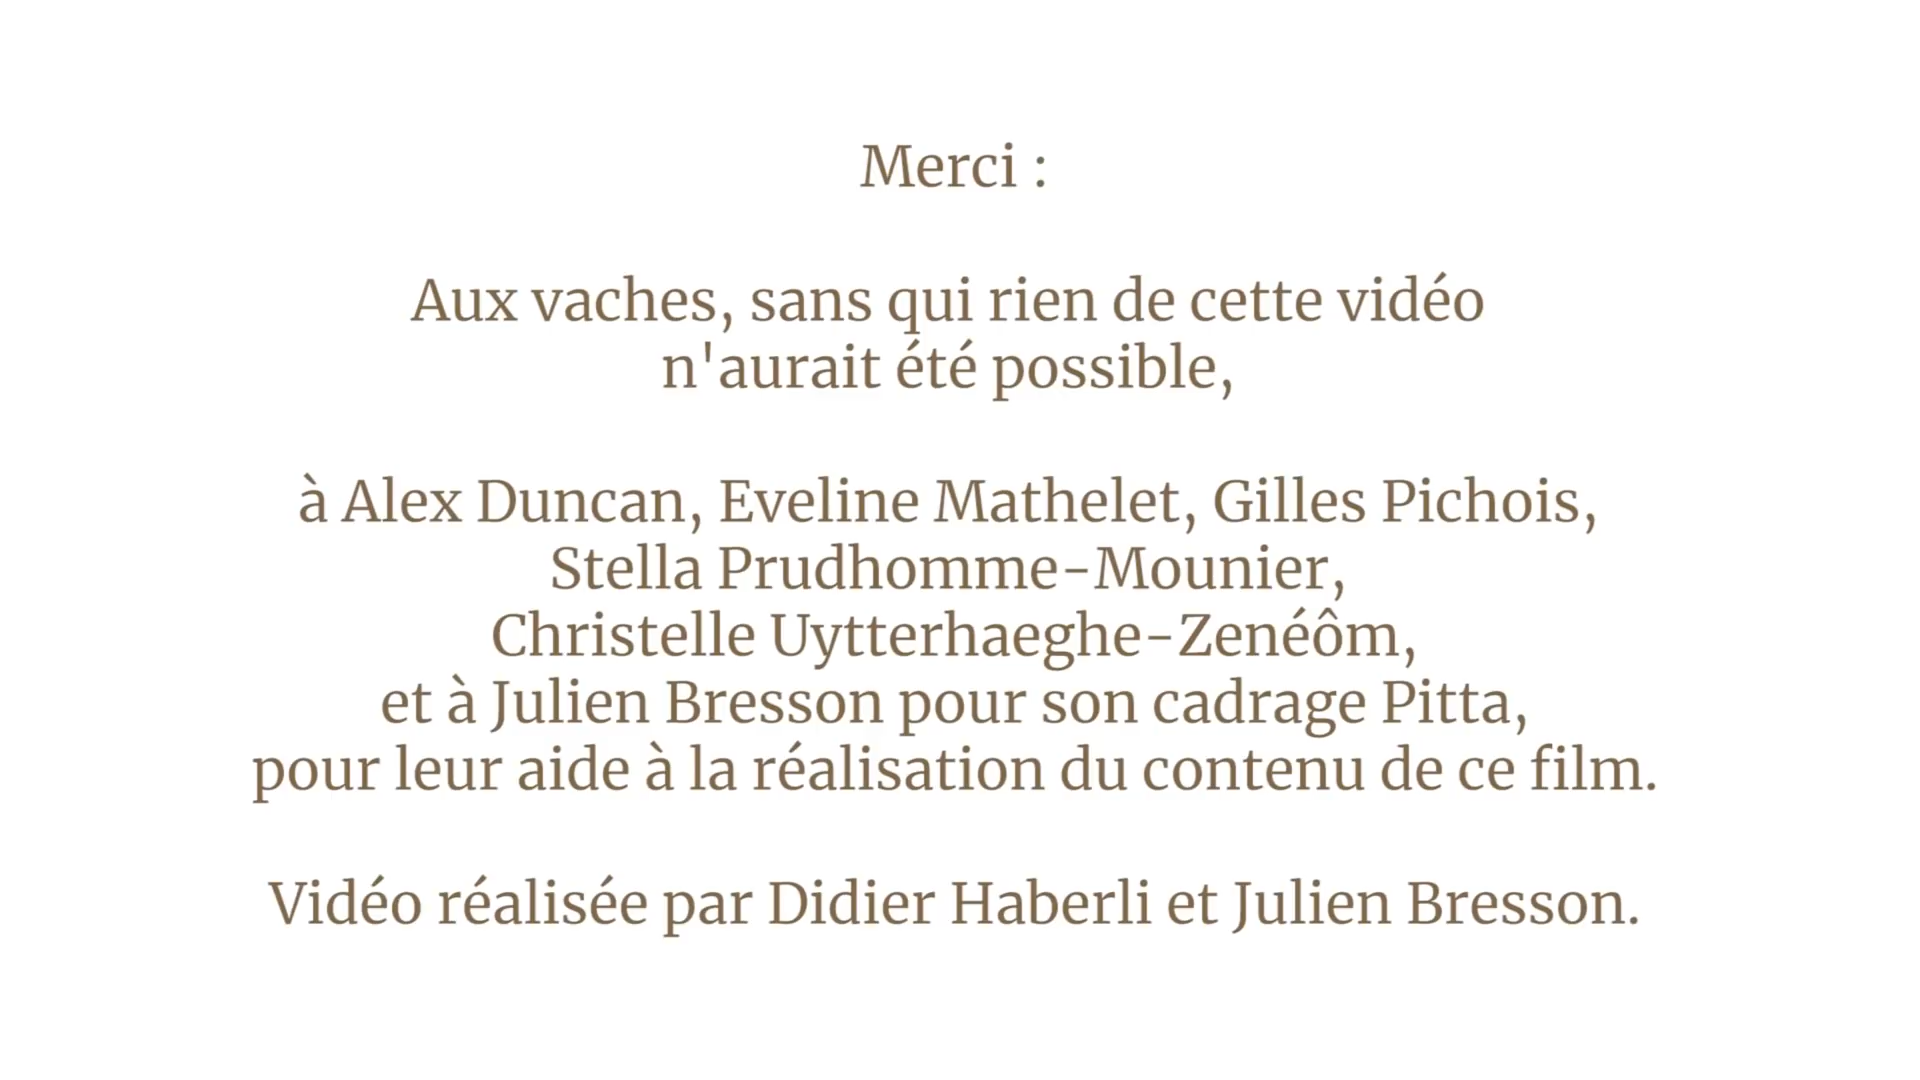 Merci :
Aux vaches, sans qui rien de cette vidéo
n'aurait été possible,
à Alex Duncan, Eveline Mathelet, Gilles Pichois,
Stella Prudhomme-Mounier,
Christelle Uytterhaeghe-Zenéôm,
et à Julien Bresson pour son cadrage Pitta,
pour leur aide à la réalisation du contenu de ce film.
Vidéo réalisée par Didier Haberli et Julien Bresson.